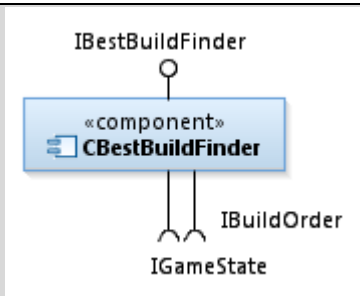 IBestBuildFinder
«component»
CBestBuildFinder
IBuildOrder
IGameState